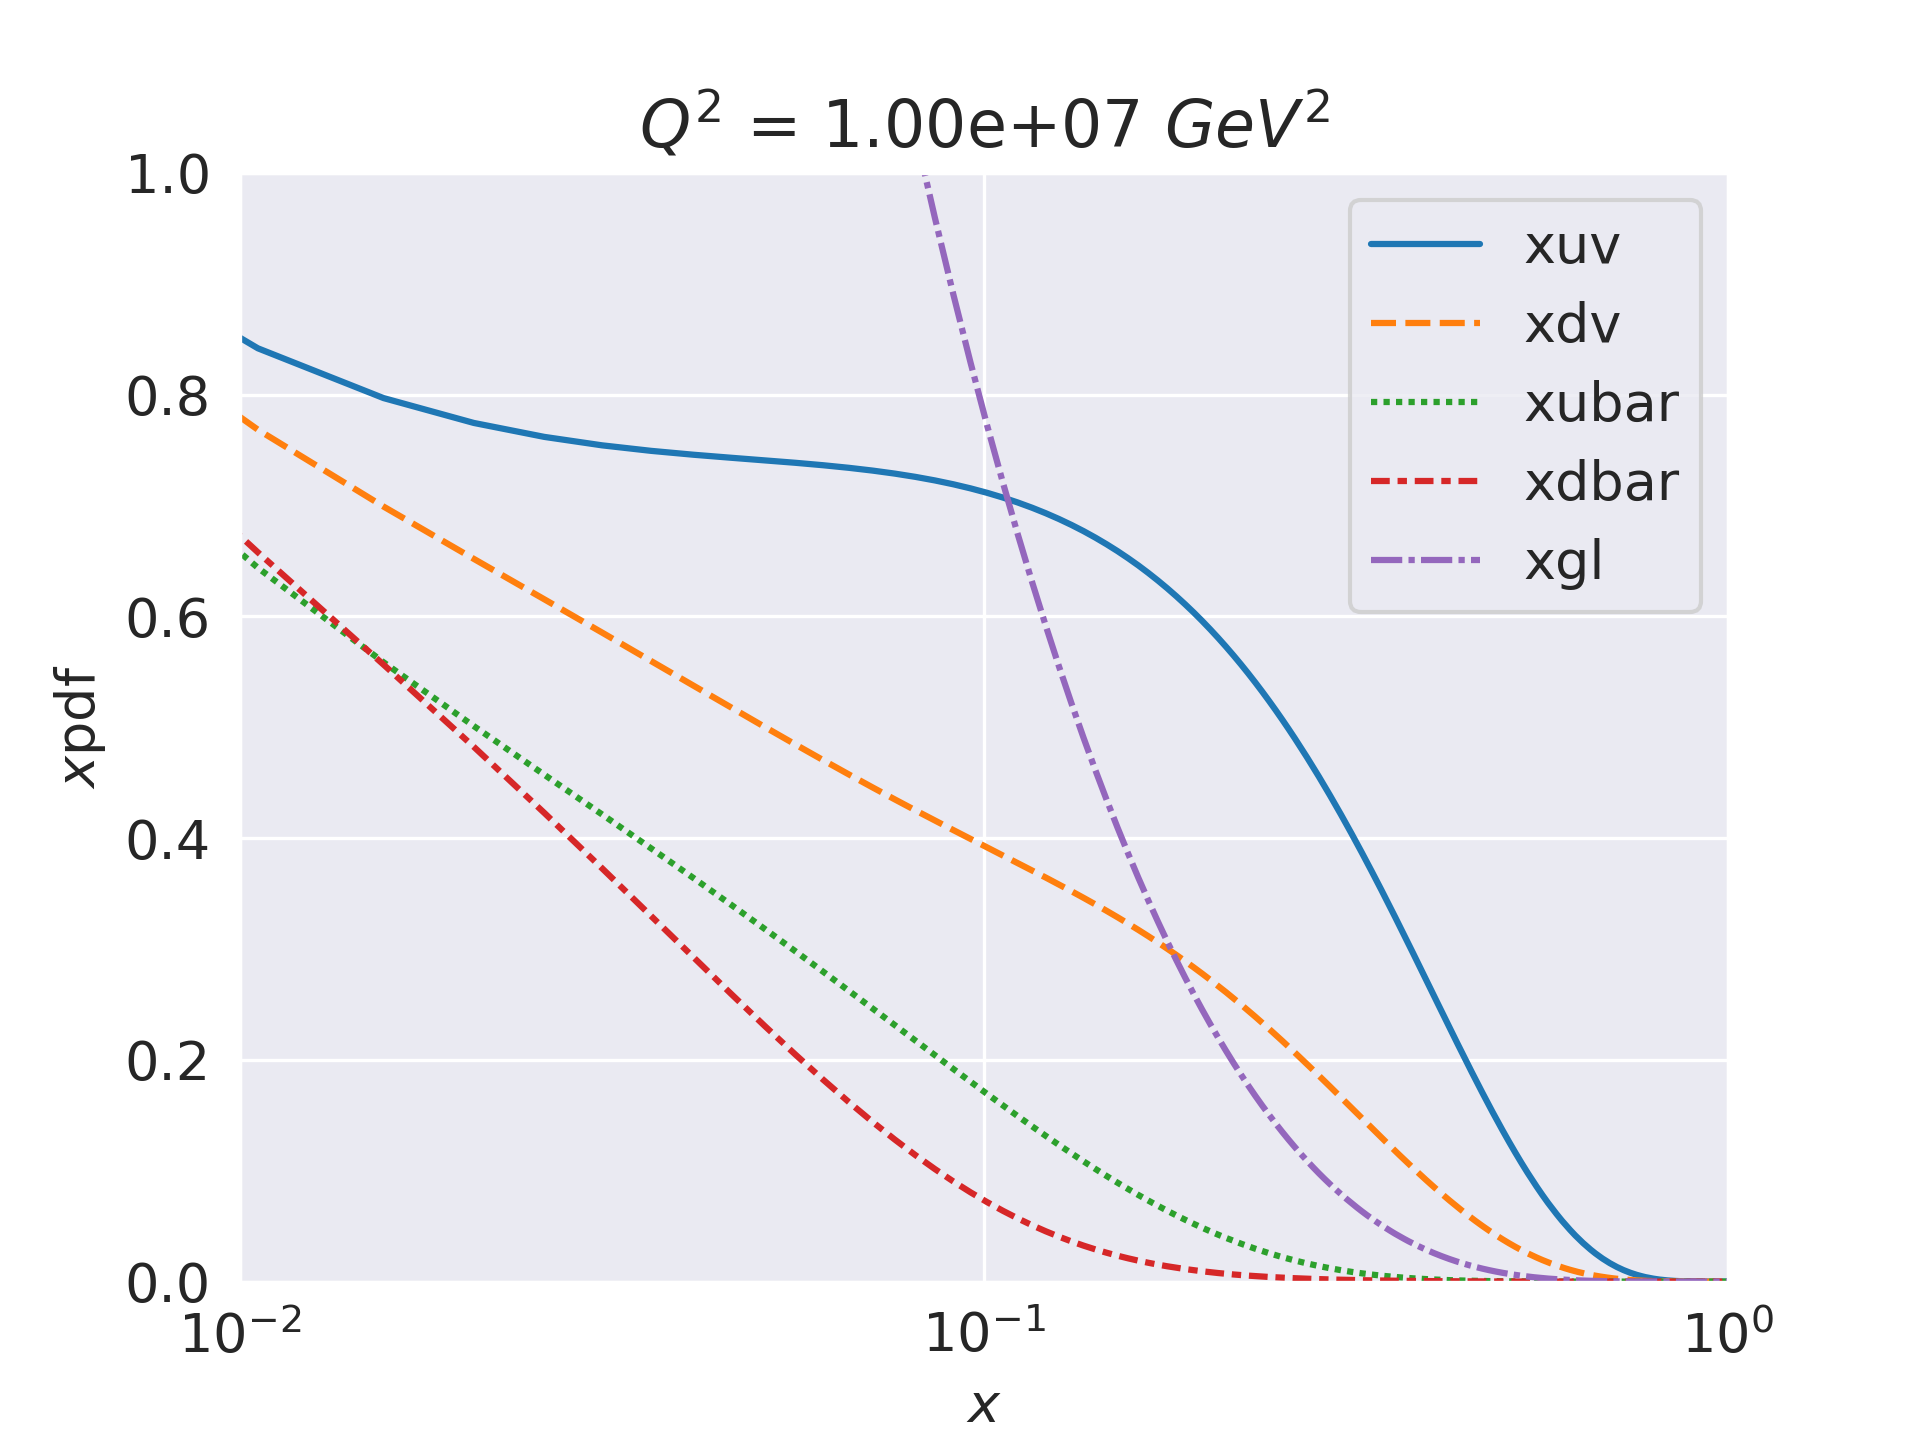 Q² = 1.00e+07 GeV²
1.0
0.8
0.6
0.4
0.2
0.0
xpdf
10⁻²
10⁻¹
10⁰
x
xuv
xdv
xubar
xdbar
xgl